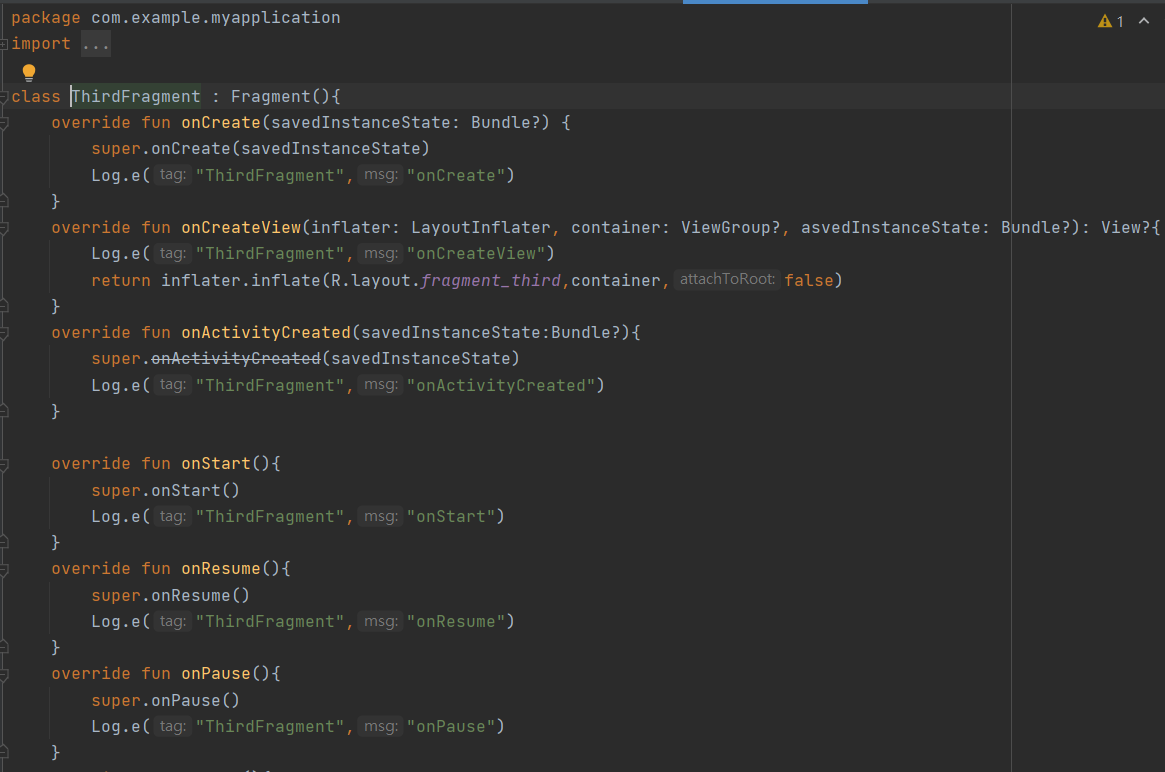 package com.example.myapplication
1
import ...
class ThirdFragment : Fragment(){
override fun onCreate(savedInstanceState: Bundle?) {
super.onCreate(savedInstanceState)
Log.e( tag: "ThirdFragment", msg: "onCreate")
}
override fun onCreateView(inflater: LayoutInflater, container: ViewGroup?, asvedInstanceState: Bundle?): View?{
Log.e( tag: "ThirdFragment", msg: "onCreateView")
return inflater.inflate(R.layout.fragment_third,container, attachToRoot: false)
}
override fun onActivityCreated(savedInstanceState:Bundle?){
super.onActivityCreated(savedInstanceState)
Log.e( tag: "ThirdFragment", msg: "onActivityCreated")
}
override fun onStart(){
super.onStart()
Log.e( tag: "ThirdFragment", msg: "onStart")
}
override fun onResume(){
super.onResume()
Log.e( tag: "ThirdFragment", msg: "onResume")
}
override fun onPause(){
super.onPause()
Log.e( tag: "ThirdFragment", msg: "onPause")
}